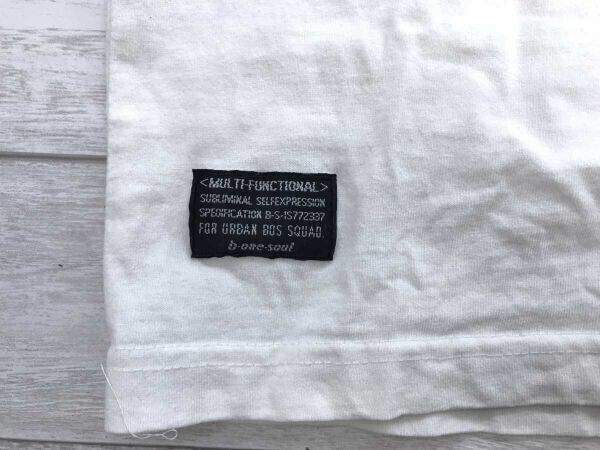 <MULTI-FUNCTIONAL>
SUBLIMINAL SELFEXPRESSION
SPECIFICATION B-S-1S772337
FOR URBAN BOS SQUAD.
b-one-soul